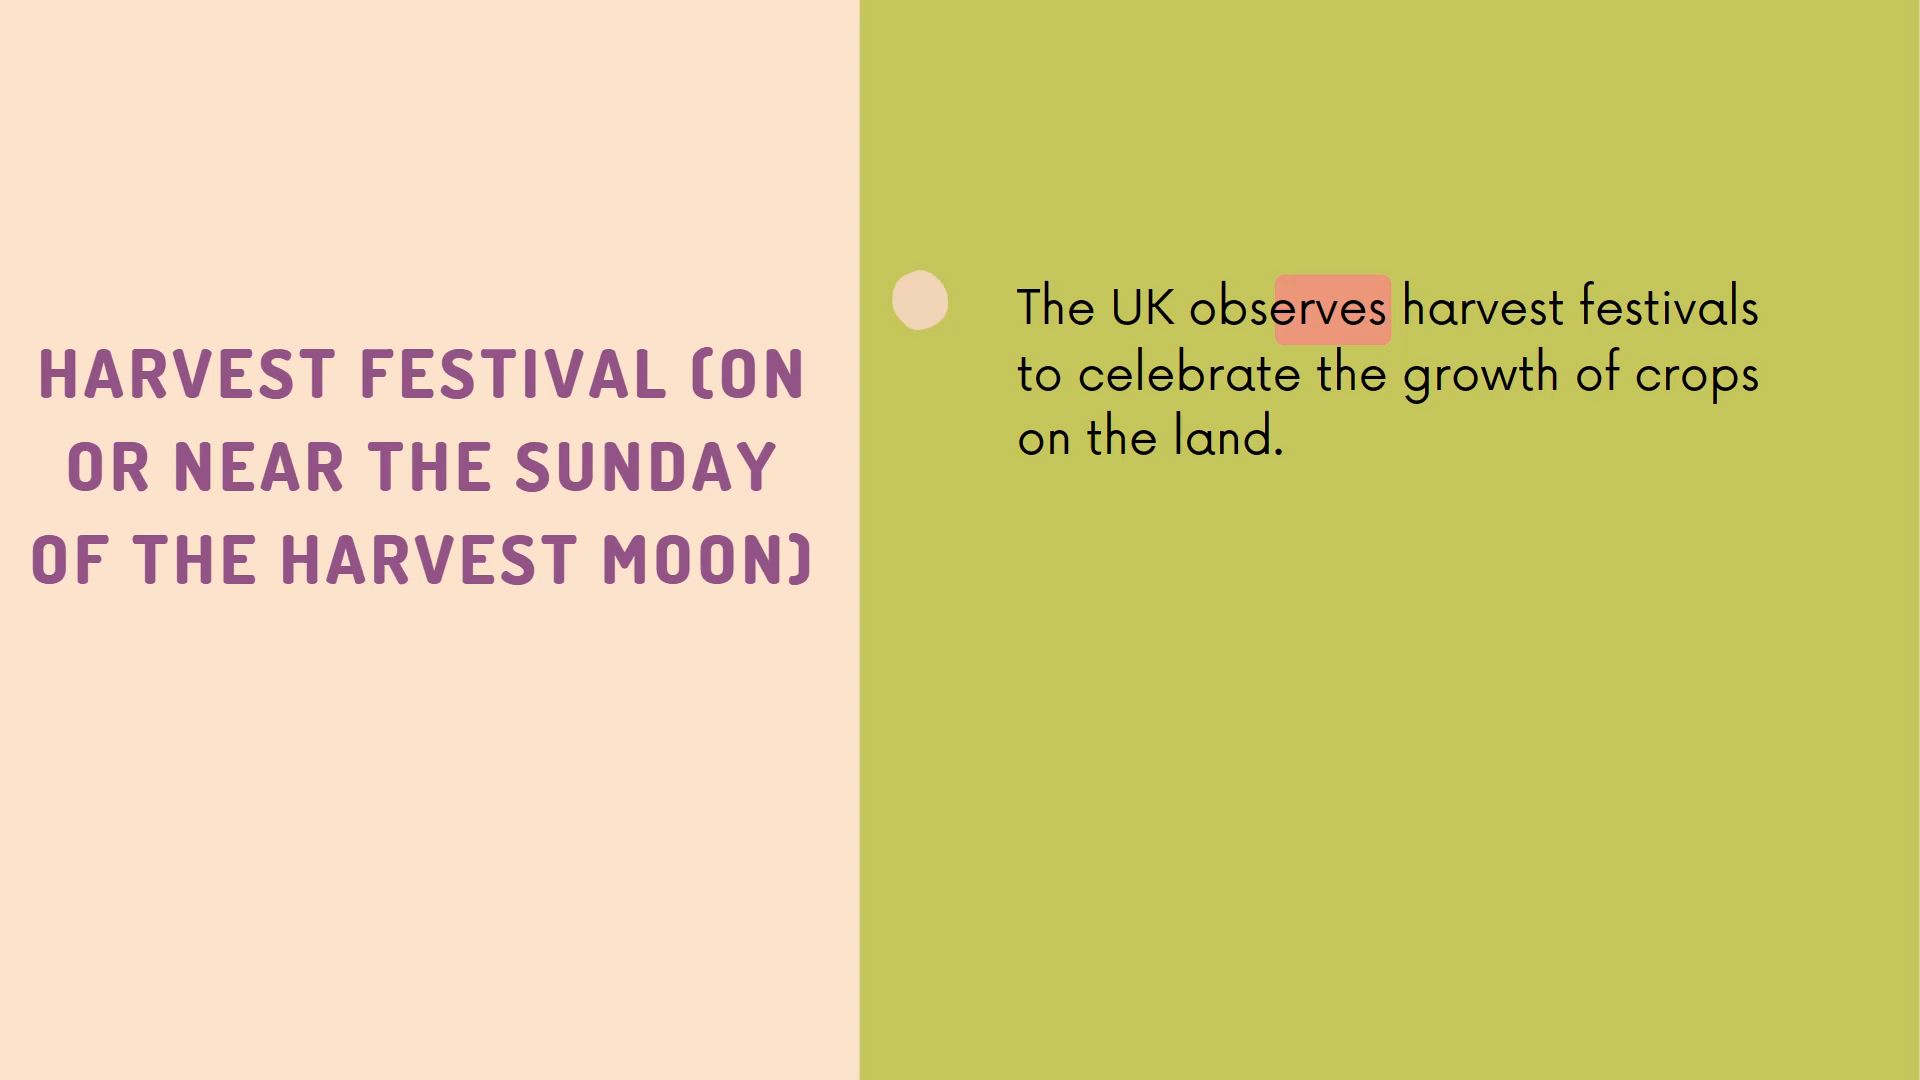 HARVEST FESTIVAL (ON
OR NEAR THE SUNDAY
OF THE HARVEST MOON)
The UK observes harvest festivals
to celebrate the growth of crops
on the land.